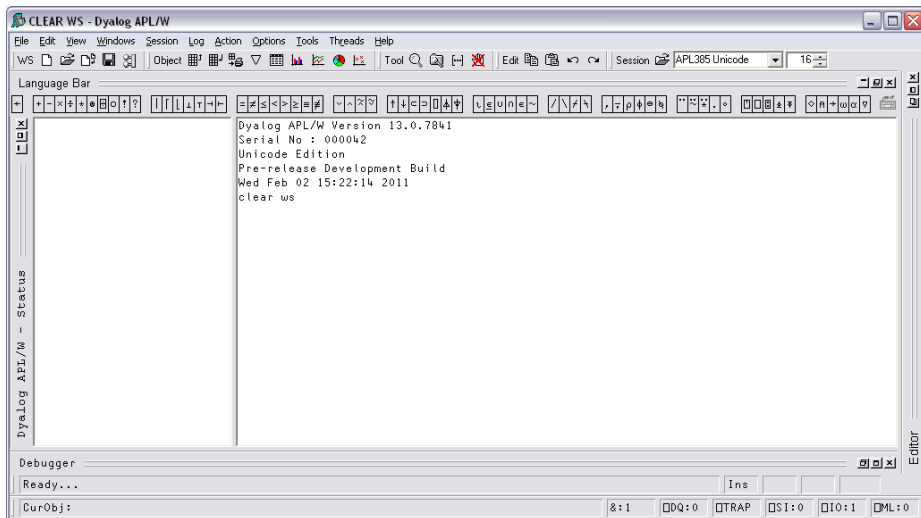 CLEAR WS - Dyalog APL/W
File Edit View Windows Session Log Action Options Tools Threads Help
WS Object Tool Edit Session APL385 Unicode 16
Language Bar
Dyalog APL/W Version 13.0.7841
Serial No : 000042
Unicode Edition
Pre-release Development Build
Wed Feb 02 15:22:14 2011
clear ws
Dyalog APL/W - Status
Editor
Debugger
Ready... Ins
CurObj: &:1 ⎕DQ:0 ⎕TRAP ⎕SI:0 ⎕IO:1 ⎕ML:0